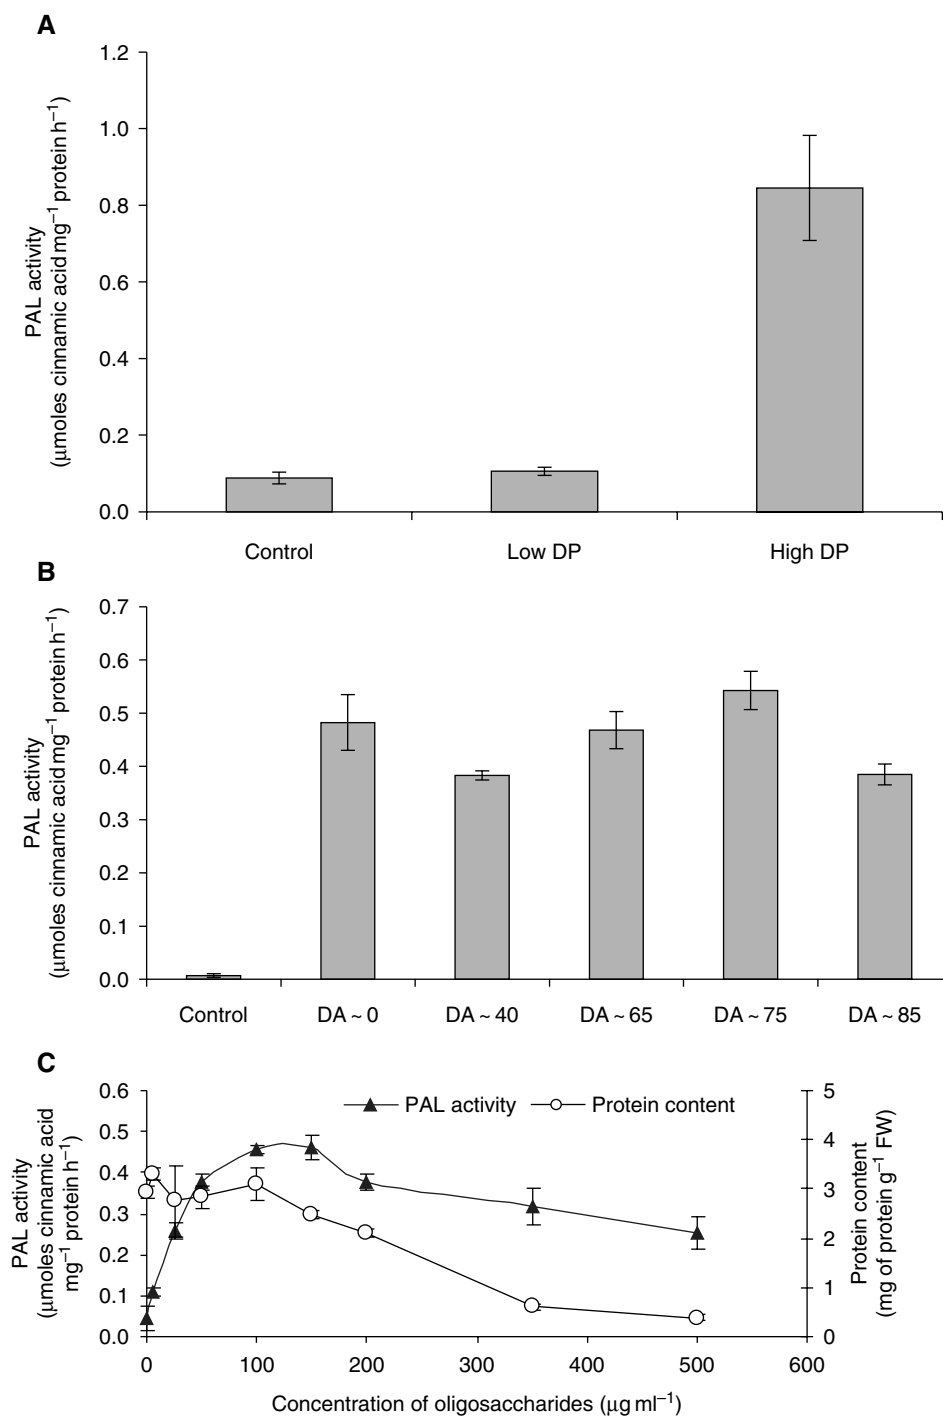 A
1.2
1.0
0.8
0.6
0.4
0.2
0.0
PAL activity
(μmoles cinnamic acid mg⁻¹ protein h⁻¹)
Control Low DP High DP
B
0.7
0.6
0.5
0.4
0.3
0.2
0.1
0.0
PAL activity
(μmoles cinnamic acid mg⁻¹ protein h⁻¹)
Control DA ~ 0 DA ~ 40 DA ~ 65 DA ~ 75 DA ~ 85
C
PAL activity Protein content
0.6
0.5
0.4
0.3
0.2
0.1
0.0
PAL activity
(μmoles cinnamic acid
mg⁻¹ protein h⁻¹)
5
4
3
2
1
0
Protein content
(mg of protein g⁻¹ FW)
0 100 200 300 400 500 600
Concentration of oligosaccharides (μg ml⁻¹)